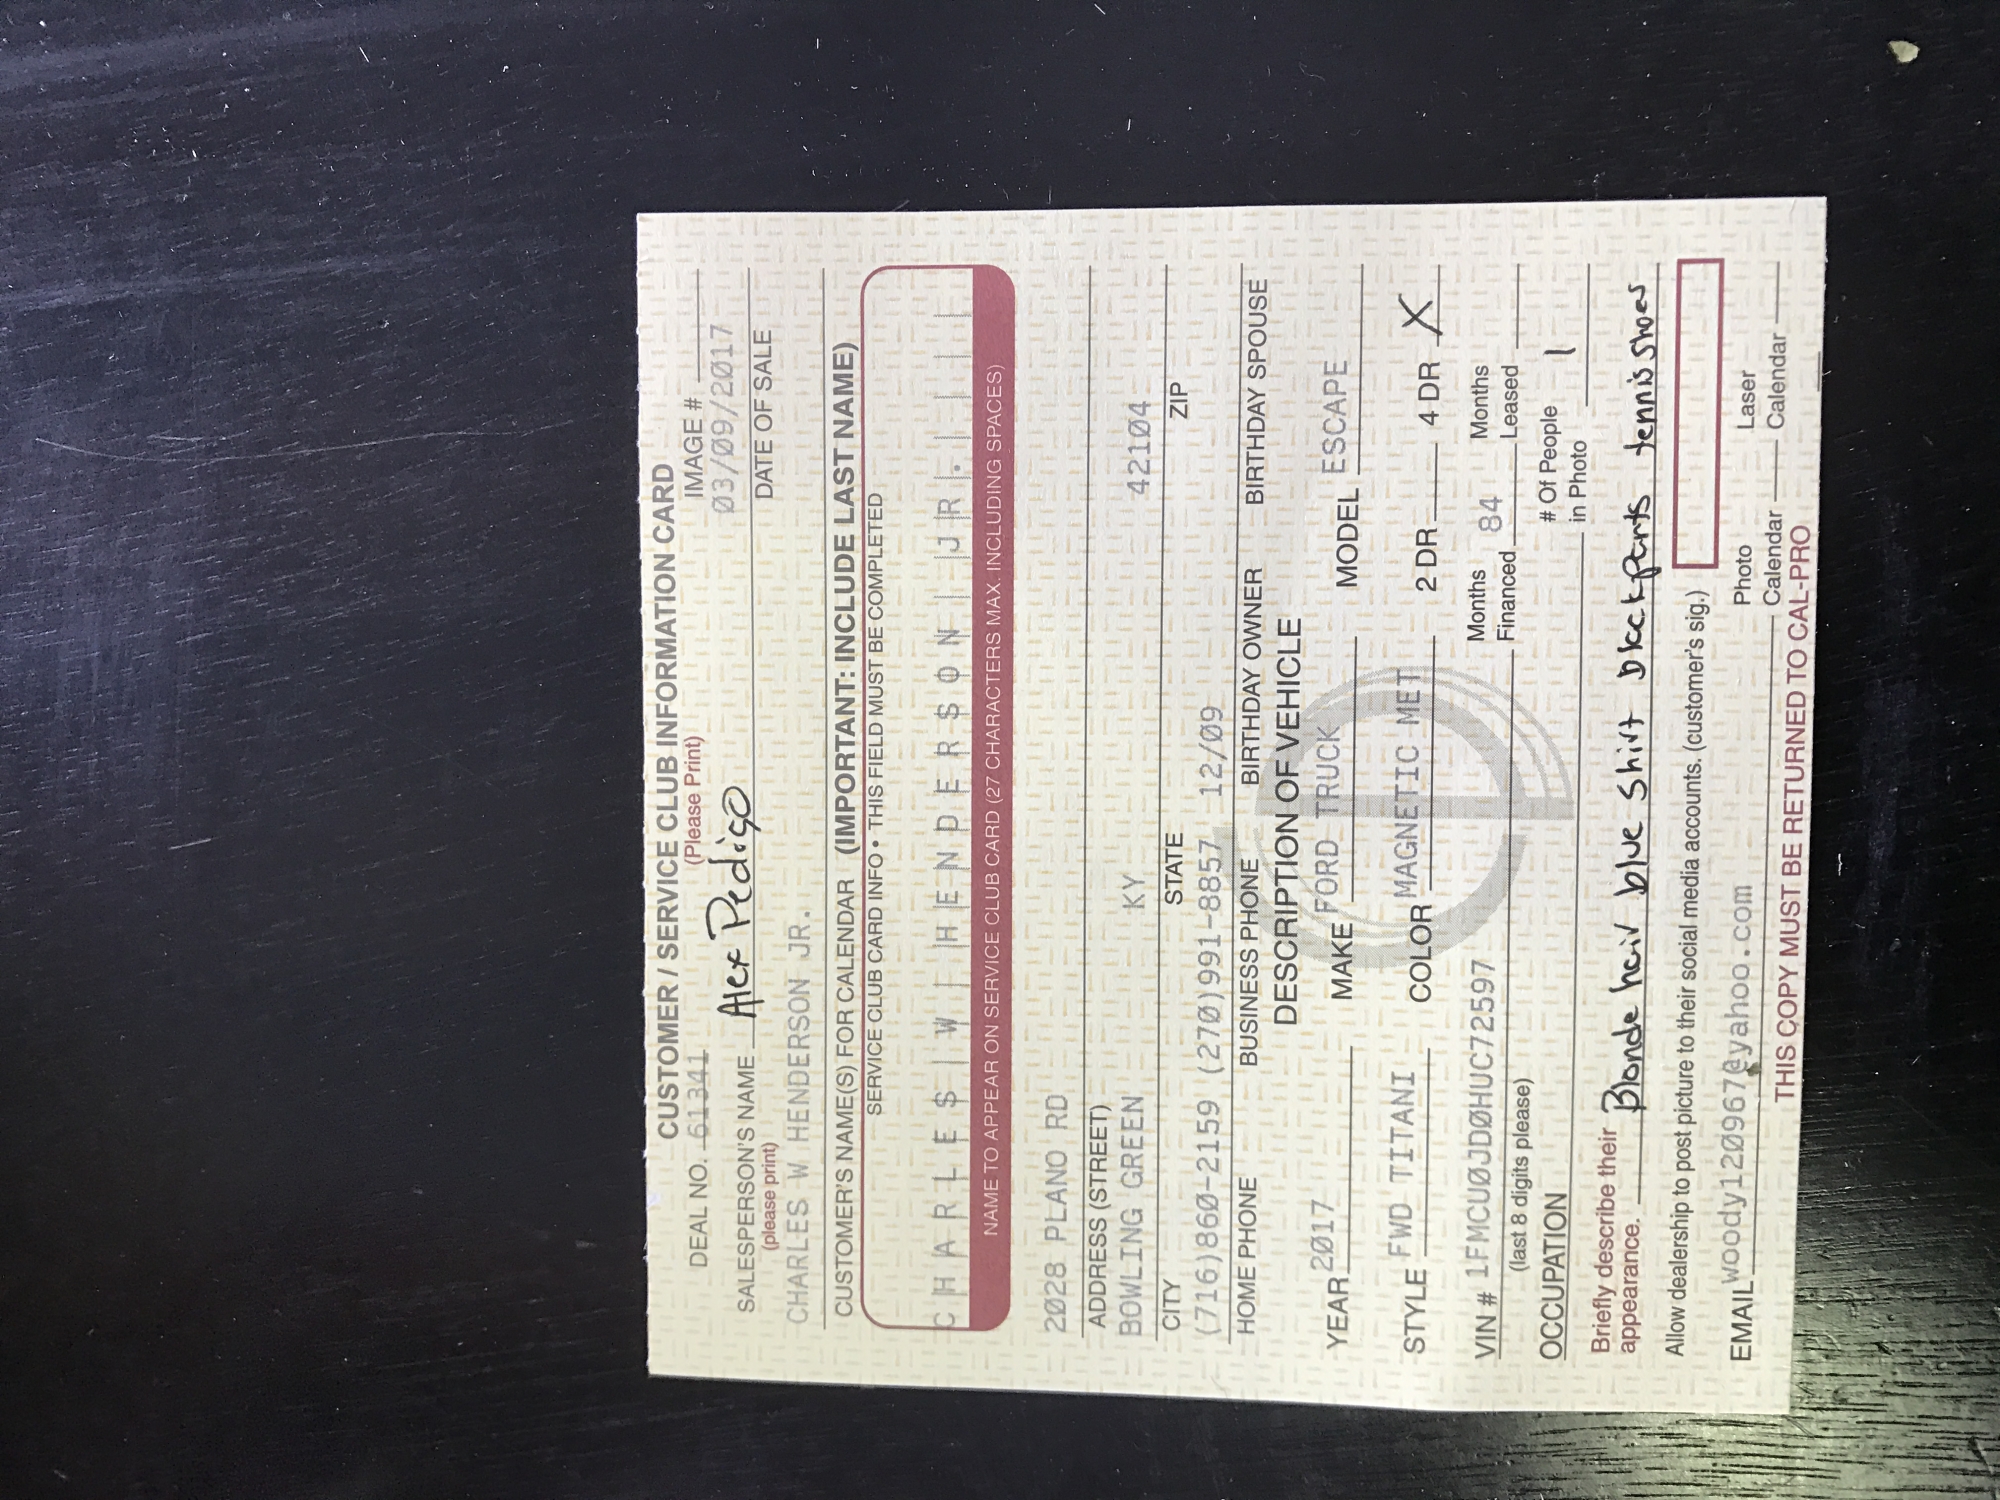 CUSTOMER / SERVICE CLUB INFORMATION CARD
(Please Print)
DEAL NO. 61341 IMAGE #
SALESPERSON'S NAME Alex Pedigo 03/09/2017
(please print) DATE OF SALE
CHARLES W HENDERSON JR.
CUSTOMER'S NAME(S) FOR CALENDAR (IMPORTANT: INCLUDE LAST NAME)
SERVICE CLUB CARD INFO • THIS FIELD MUST BE COMPLETED
CHARLES W HENDERSON JR.
NAME TO APPEAR ON SERVICE CLUB CARD (27 CHARACTERS MAX. INCLUDING SPACES)
2028 PLANO RD
ADDRESS (STREET)
BOWLING GREEN KY 42104
CITY STATE ZIP
(716)860-2159 (270)991-8857 12/09
HOME PHONE BUSINESS PHONE BIRTHDAY OWNER BIRTHDAY SPOUSE
DESCRIPTION OF VEHICLE
YEAR 2017 MAKE FORD TRUCK MODEL ESCAPE
STYLE FWD TITANI COLOR MAGNETIC MET 2 DR 4 DR X
VIN # 1FMCU0JD0HUC72597 Months Financed 84 Months Leased
(last 8 digits please)
OCCUPATION # Of People in Photo 1
Briefly describe their
appearance. Blonde hair blue shirt black pants tennis shoes
Allow dealership to post picture to their social media accounts. (customer's sig.)
EMAIL woody120967@yahoo.com Photo Calendar Laser Calendar
THIS COPY MUST BE RETURNED TO CAL-PRO